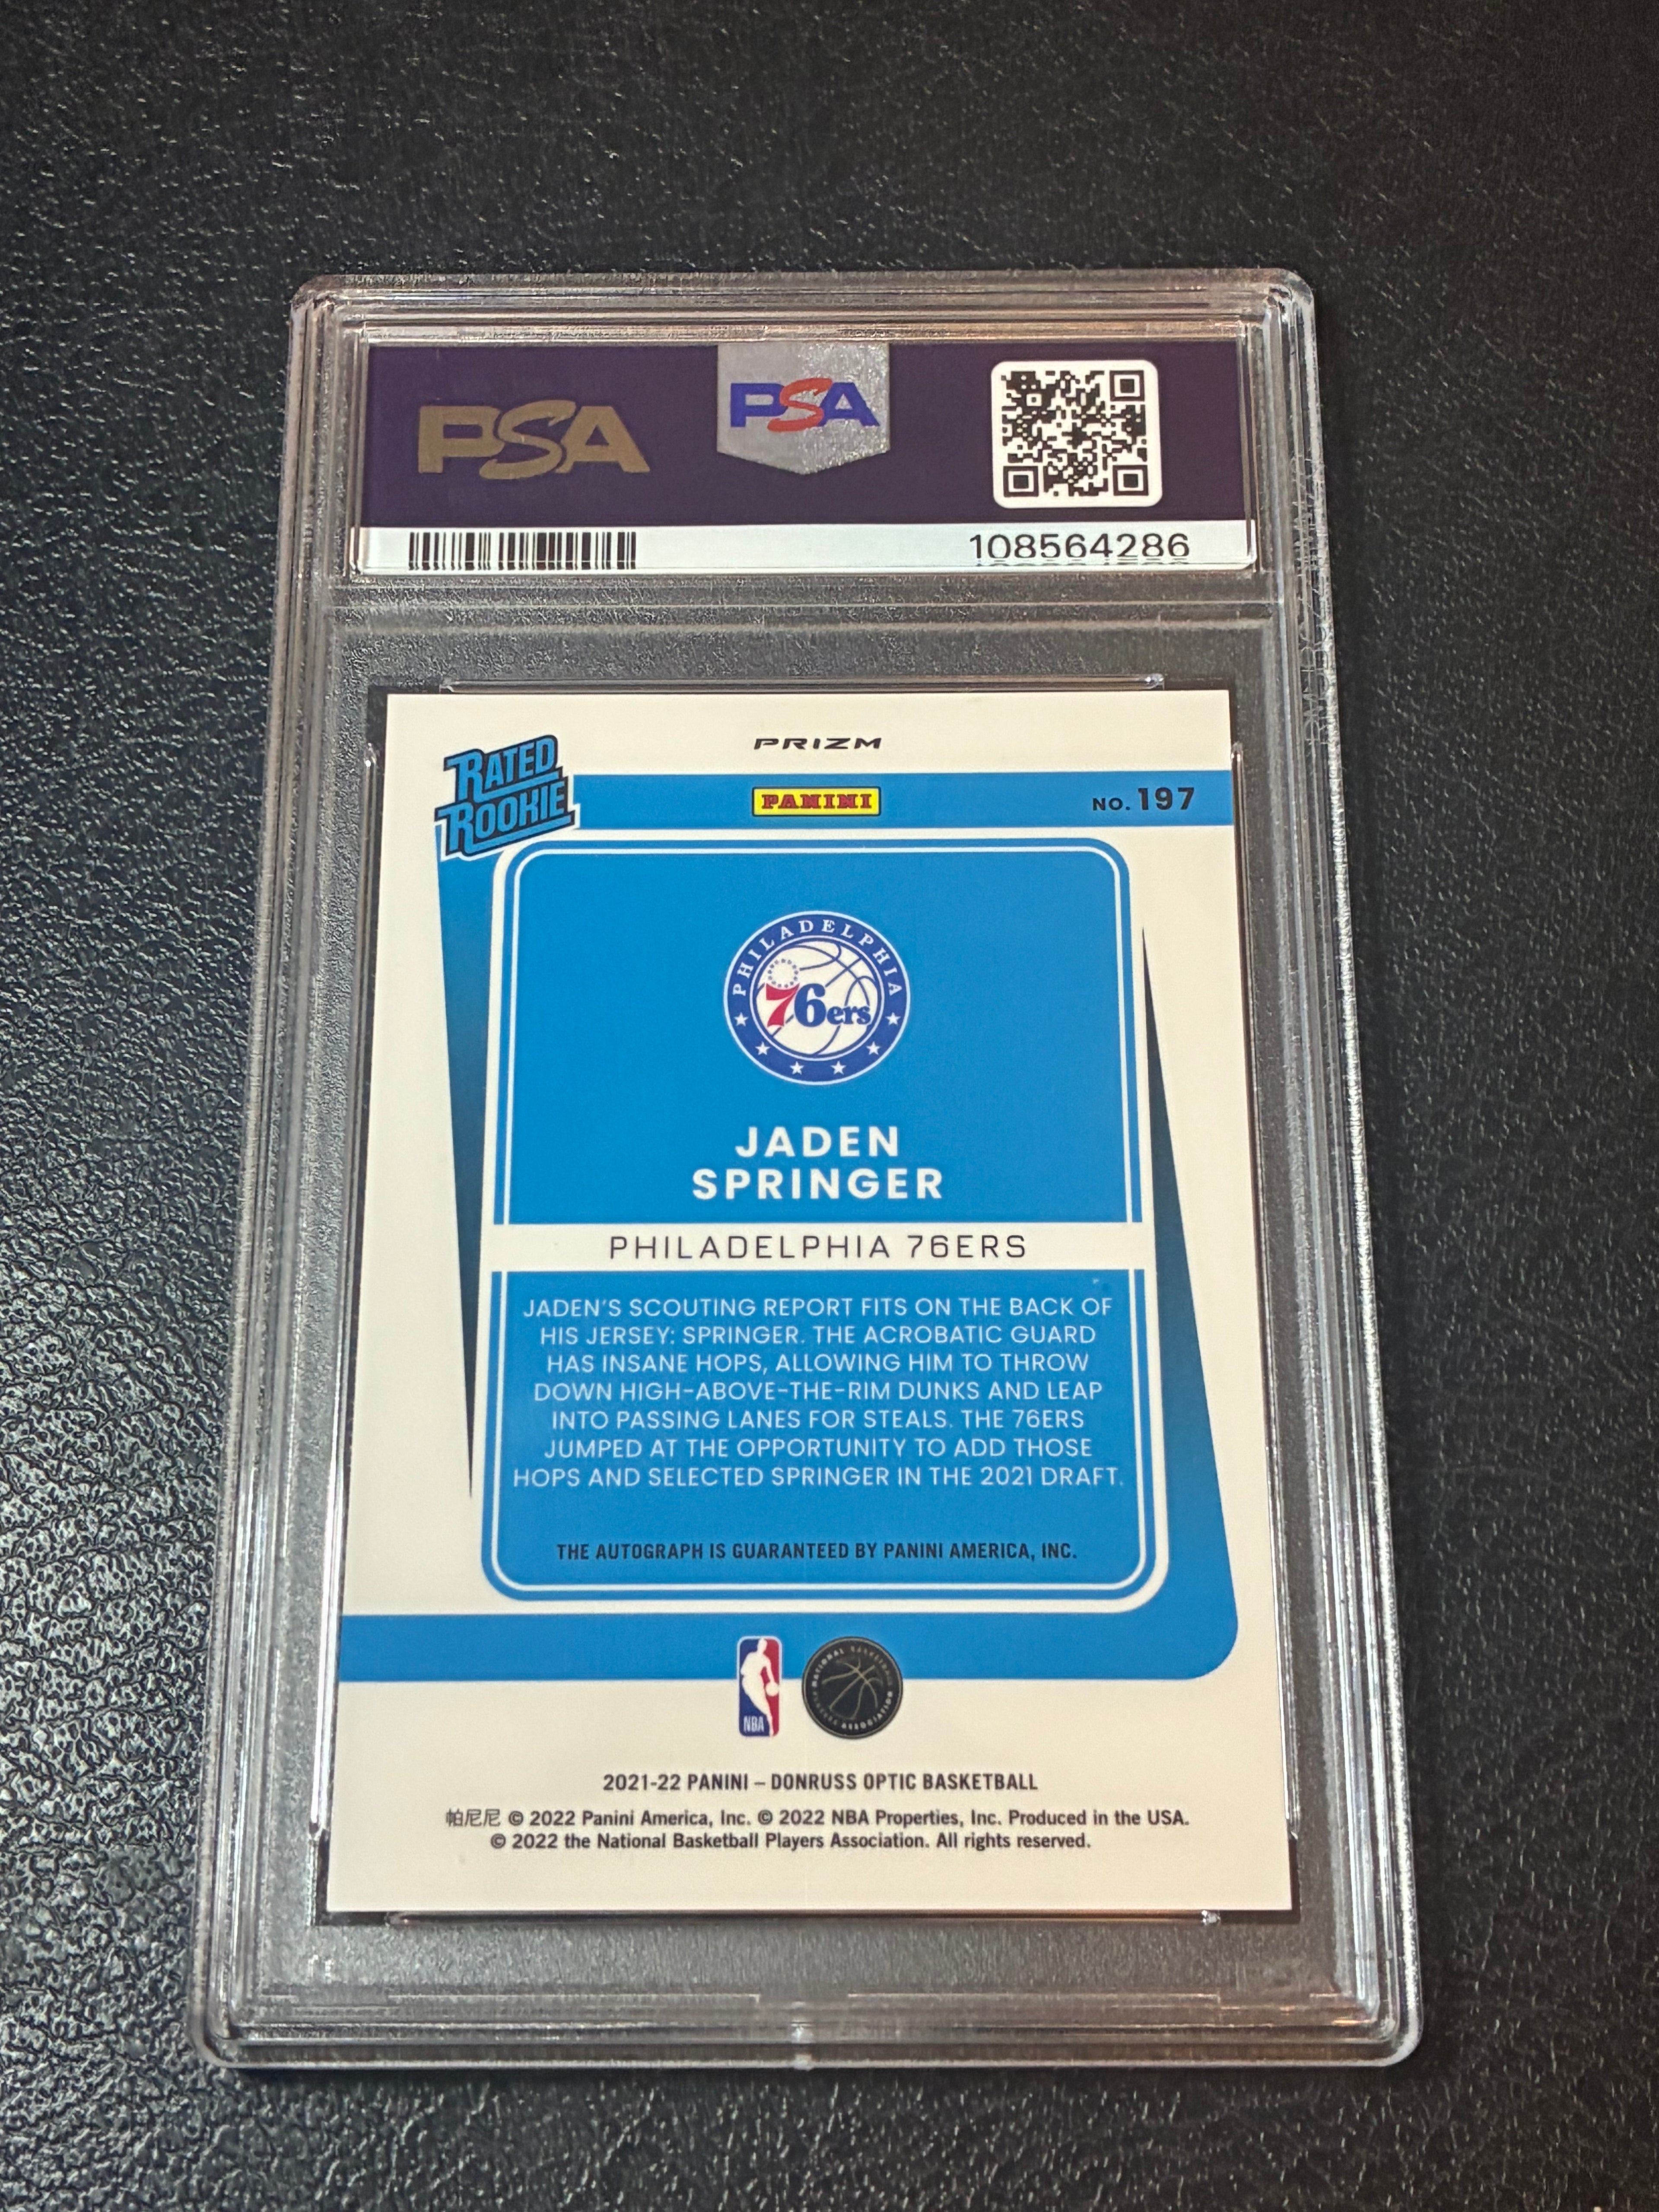 PSA
PSA
108564286
PRIZM
RATED
ROOKIE
PANINI
NO. 197
PHILADELPHIA
76ers
JADEN
SPRINGER
PHILADELPHIA 76ERS
JADEN'S SCOUTING REPORT FITS ON THE BACK OF
HIS JERSEY: SPRINGER. THE ACROBATIC GUARD
HAS INSANE HOPS, ALLOWING HIM TO THROW
DOWN HIGH-ABOVE-THE-RIM DUNKS AND LEAP
INTO PASSING LANES FOR STEALS. THE 76ERS
JUMPED AT THE OPPORTUNITY TO ADD THOSE
HOPS AND SELECTED SPRINGER IN THE 2021 DRAFT.
THE AUTOGRAPH IS GUARANTEED BY PANINI AMERICA, INC.
NBA
NATIONAL BASKETBALL
PLAYERS ASSOCIATION
2021-22 PANINI – DONRUSS OPTIC BASKETBALL
帕尼尼 © 2022 Panini America, Inc. © 2022 NBA Properties, Inc. Produced in the USA.
© 2022 the National Basketball Players Association. All rights reserved.